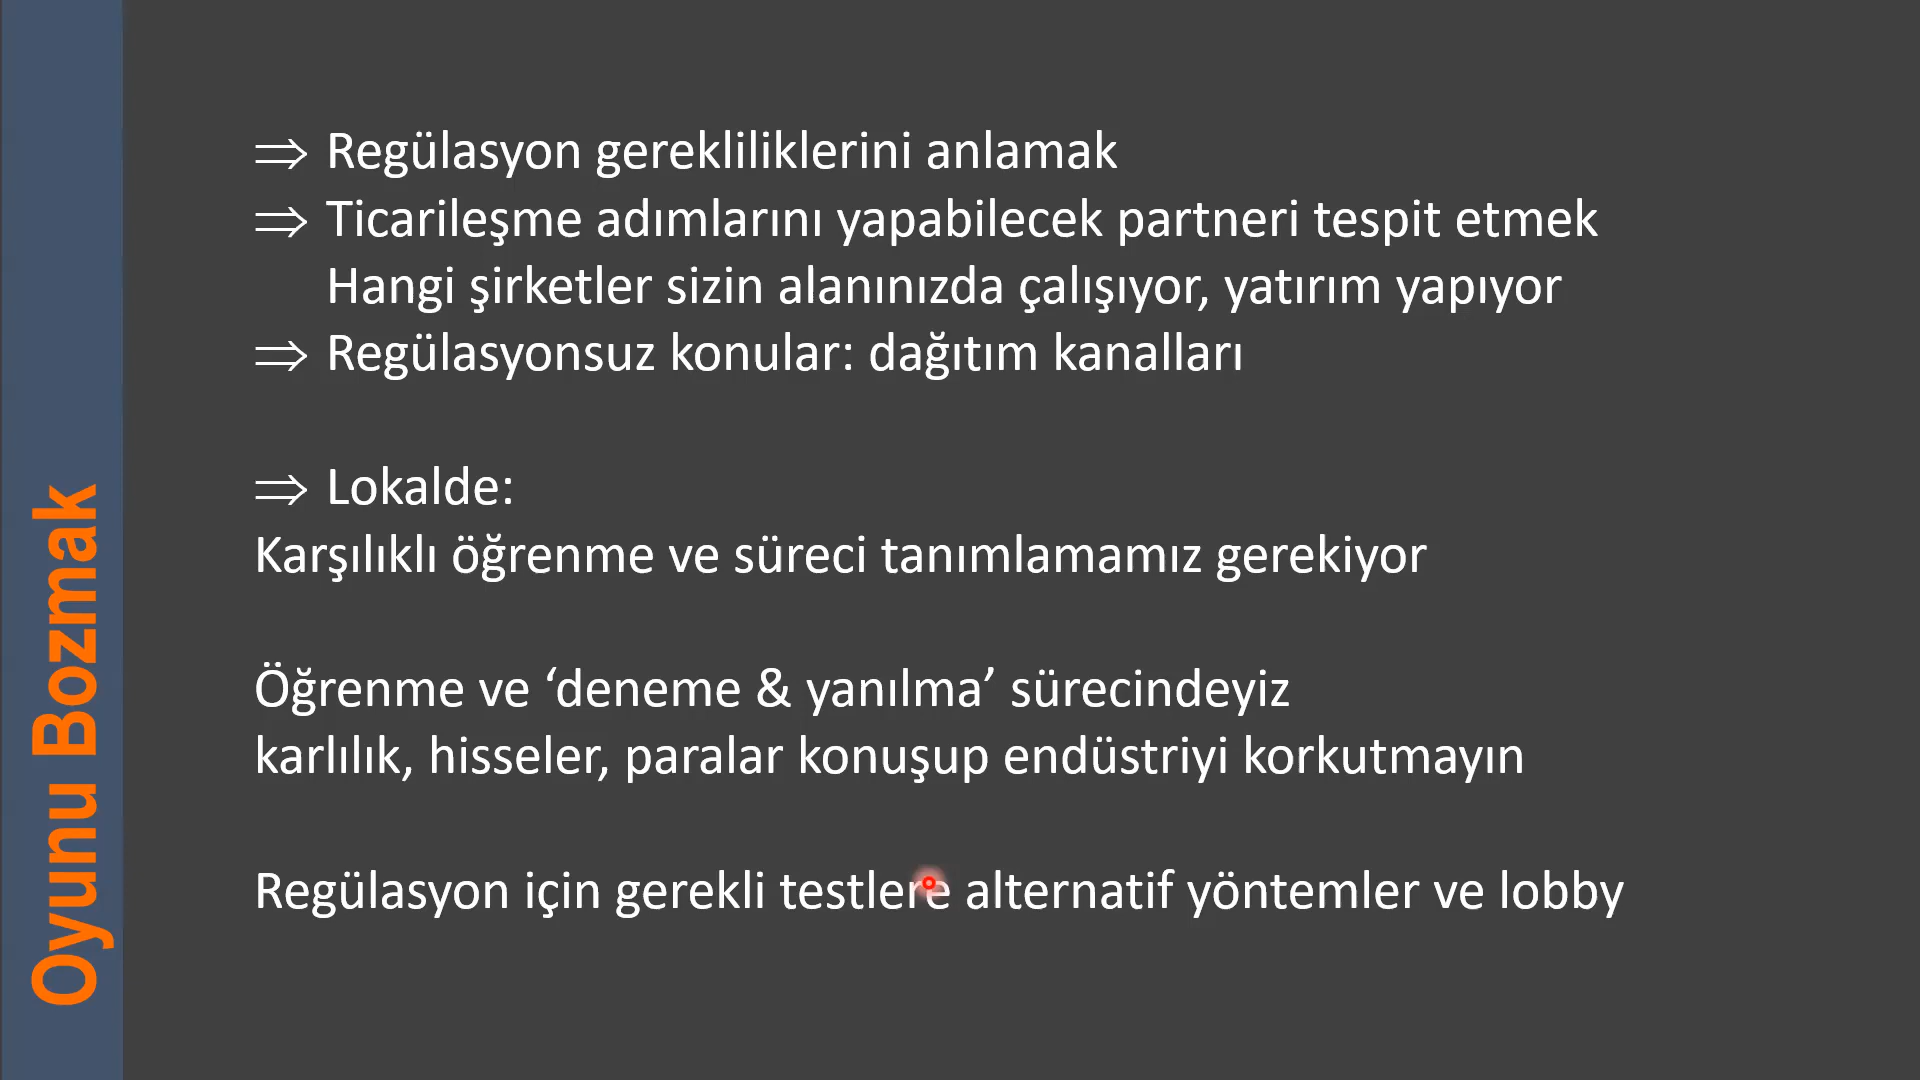 Oyunu Bozmak
⇒ Regülasyon gerekliliklerini anlamak
⇒ Ticarileşme adımlarını yapabilecek partneri tespit etmek
Hangi şirketler sizin alanınızda çalışıyor, yatırım yapıyor
⇒ Regülasyonsuz konular: dağıtım kanalları
⇒ Lokalde:
Karşılıklı öğrenme ve süreci tanımlamamız gerekiyor
Öğrenme ve ‘deneme & yanılma’ sürecindeyiz
karlılık, hisseler, paralar konuşup endüstriyi korkutmayın
Regülasyon için gerekli testlere alternatif yöntemler ve lobby